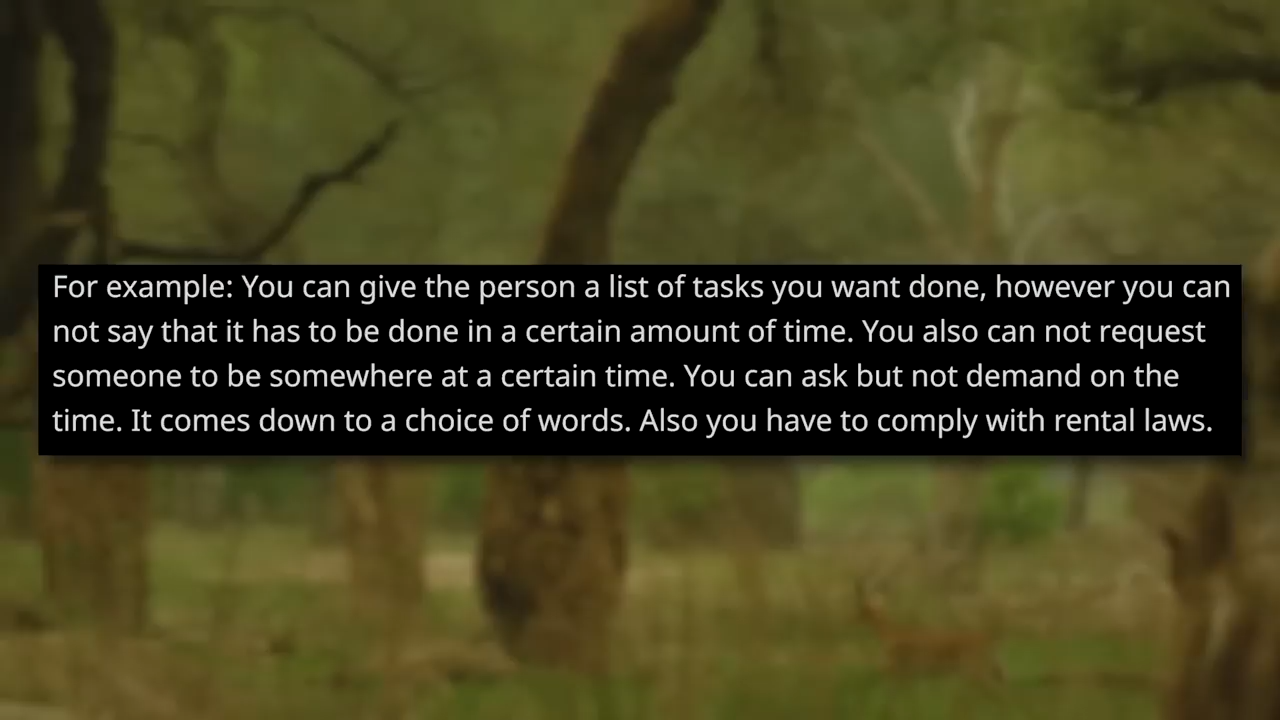 For example: You can give the person a list of tasks you want done, however you can
not say that it has to be done in a certain amount of time. You also can not request
someone to be somewhere at a certain time. You can ask but not demand on the
time. It comes down to a choice of words. Also you have to comply with rental laws.